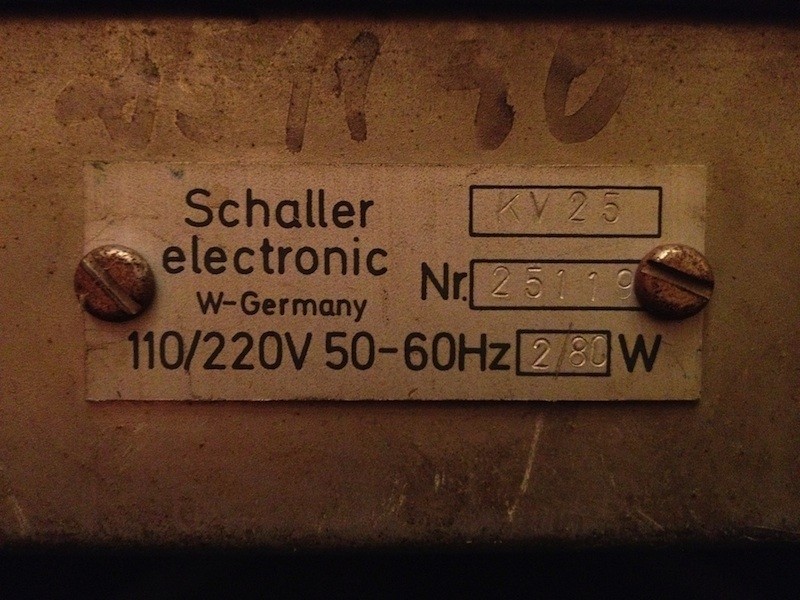 Schaller
electronic
W-Germany
KV 25
Nr. 25119
110/220V 50-60Hz 2/80 W